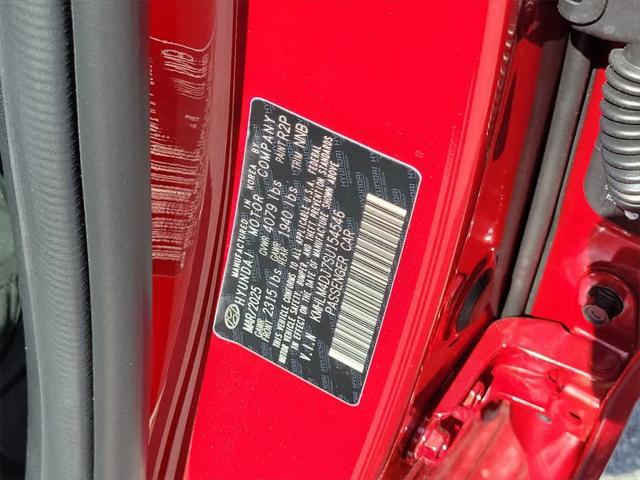 MANUFACTURED IN KOREA BY
HYUNDAI MOTOR COMPANY
MAR/2025 GVWR 4079 lbs PAINT R2P
GAWR FRONT 2315 lbs GAWR REAR 1940 lbs TRIM NNB
THIS VEHICLE CONFORMS TO ALL APPLICABLE U.S.A. FEDERAL
MOTOR VEHICLE SAFETY, BUMPER, AND THEFT PREVENTION STANDARDS
IN EFFECT ON THE DATE OF MANUFACTURE SHOWN ABOVE.
V.I.N KMHLM4DJ7SU154546
PASSENGER CAR